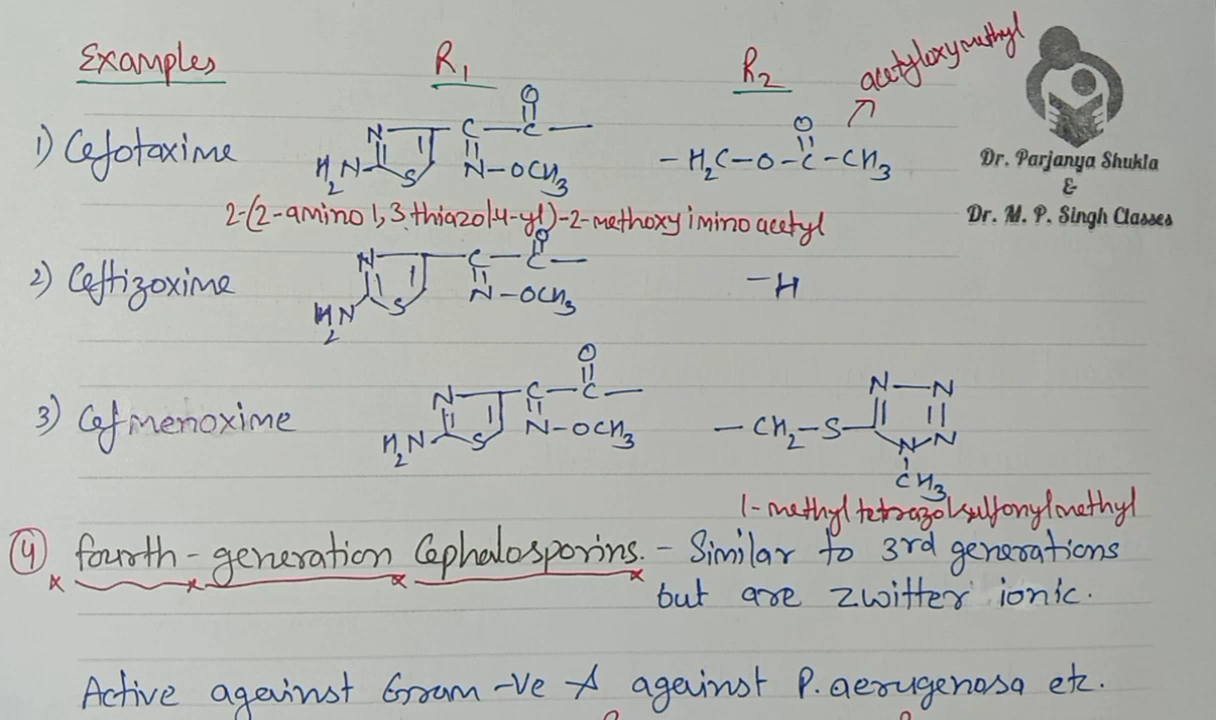 Examples R₁ R₂ acetyloxymethyl
1) Cefotaxime
N C C O
H₂N S N-OCH₃
-H₂C-O-C-CH₃ O
Dr. Parjanya Shukla
&
Dr. M. P. Singh Classes
2-(2-amino 1,3 thiazol4-yl)-2-methoxy imino acetyl
2) Ceftizoxime
N C C O
H₂N S N-OCH₃
-H
3) Cefmenoxime
N C C O
H₂N S N-OCH₃
-CH₂-S N-N N N
CH₃
1-methyl tetrazolsulfonylmethyl
4 fourth-generation Cephalosporins. - Similar to 3rd generations
but are zwitter ionic.
Active against Gram -ve & against P. aerugenosa etc.